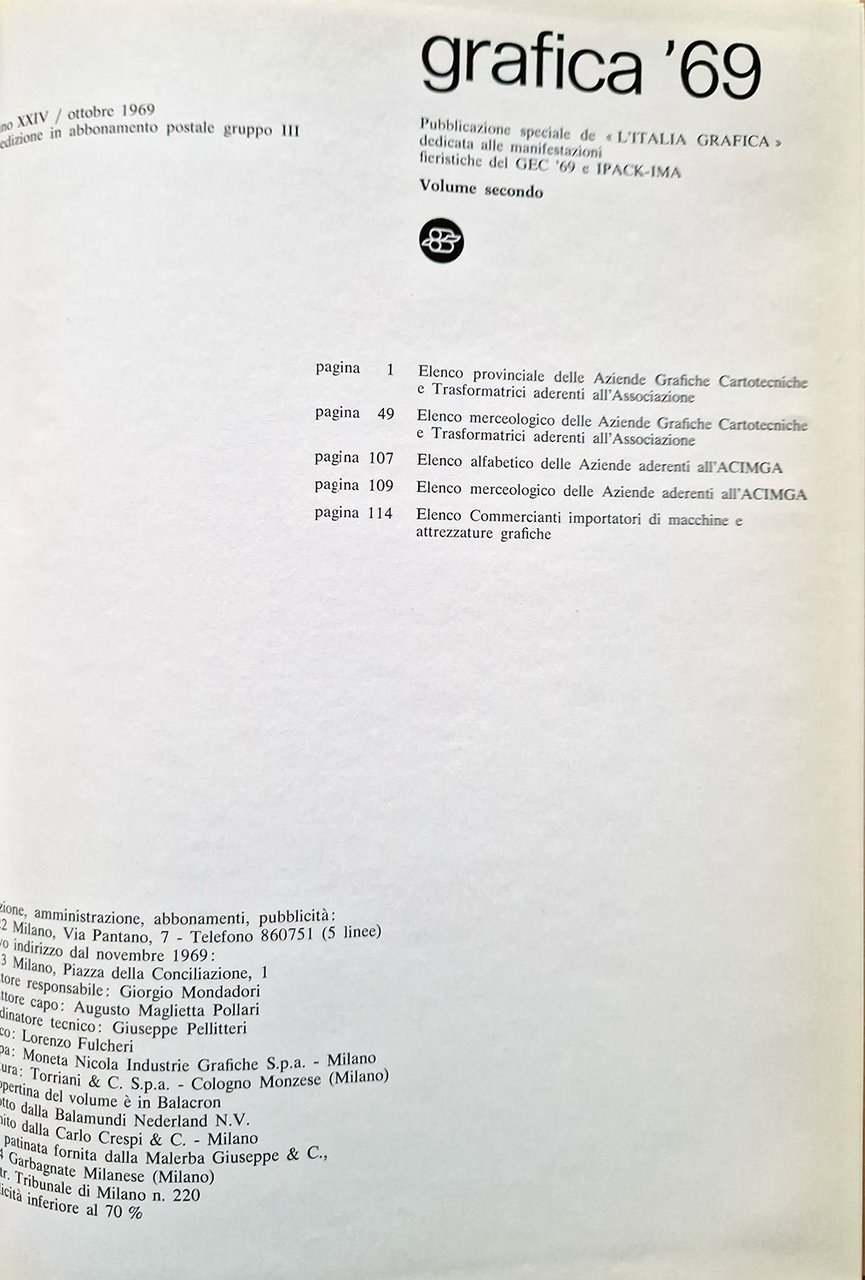 grafica '69
no XXIV / ottobre 1969
edizione in abbonamento postale gruppo III
Pubblicazione speciale de « L'ITALIA GRAFICA »
dedicata alle manifestazioni
fieristiche del GEC '69 e IPACK-IMA
Volume secondo
pagina 1 Elenco provinciale delle Aziende Grafiche Cartotecniche
e Trasformatrici aderenti all'Associazione
pagina 49 Elenco merceologico delle Aziende Grafiche Cartotecniche
e Trasformatrici aderenti all'Associazione
pagina 107 Elenco alfabetico delle Aziende aderenti all'ACIMGA
pagina 109 Elenco merceologico delle Aziende aderenti all'ACIMGA
pagina 114 Elenco Commercianti importatori di macchine e
attrezzature grafiche
zione, amministrazione, abbonamenti, pubblicità:
2 Milano, Via Pantano, 7 - Telefono 860751 (5 linee)
vo indirizzo dal novembre 1969:
3 Milano, Piazza della Conciliazione, 1
tore responsabile: Giorgio Mondadori
ttore capo: Augusto Maglietta Pollari
dinatore tecnico: Giuseppe Pellitteri
co: Lorenzo Fulcheri
pa: Moneta Nicola Industrie Grafiche S.p.a. - Milano
ura: Torriani & C. S.p.a. - Cologno Monzese (Milano)
opertina del volume è in Balacron
tto dalla Balamundi Nederland N.V.
nito dalla Carlo Crespi & C. - Milano
patinata fornita dalla Malerba Giuseppe & C.,
4 Garbagnate Milanese (Milano)
tr. Tribunale di Milano n. 220
licità inferiore al 70 %